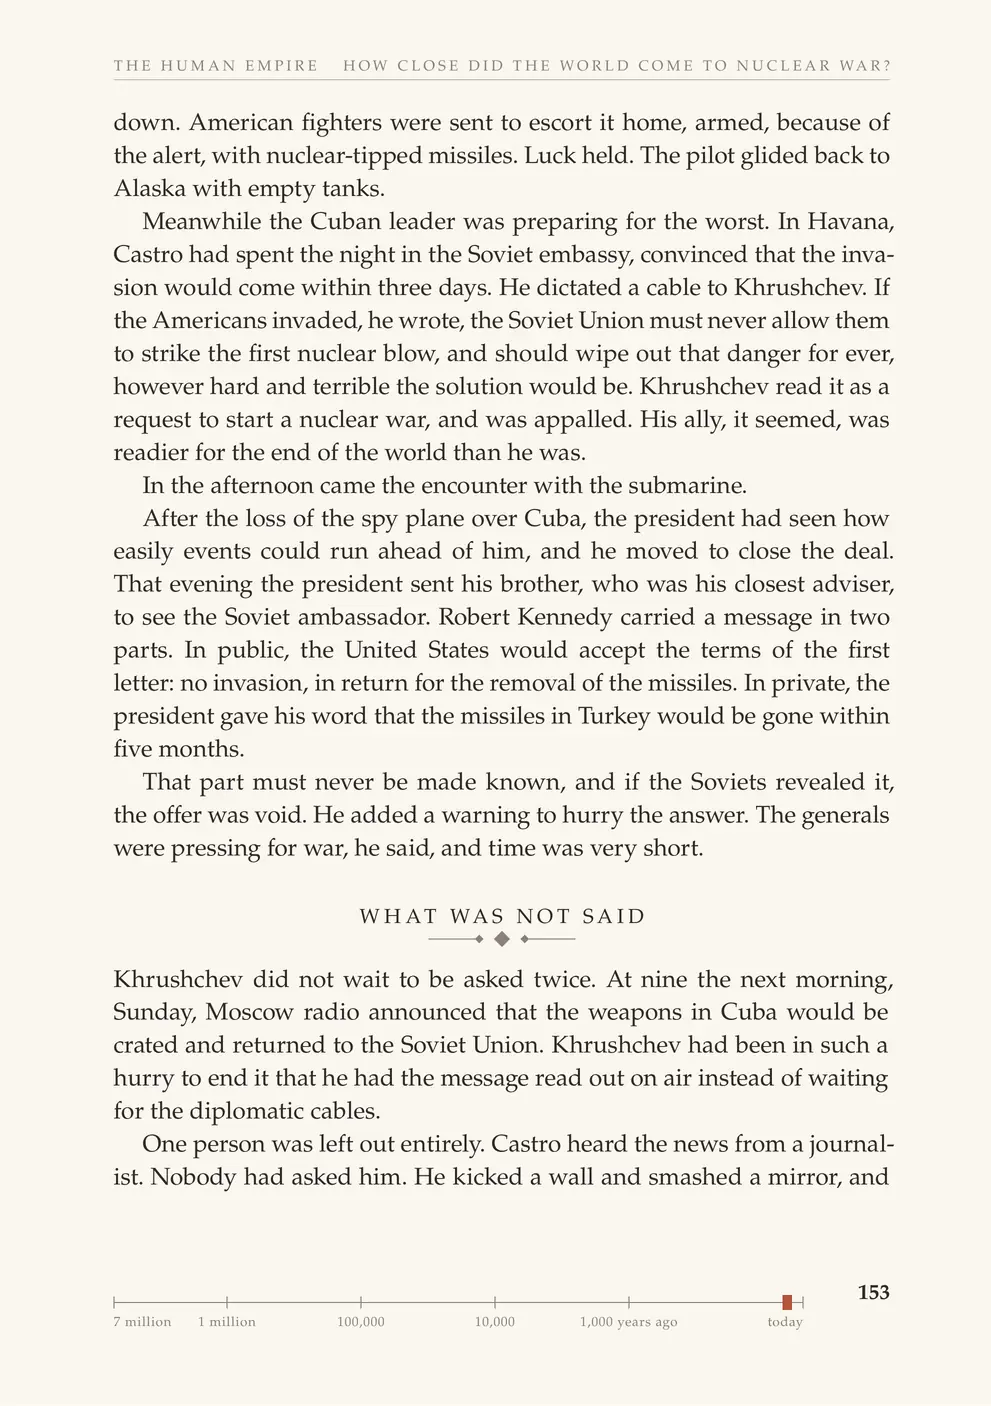 THE HUMAN EMPIRE HOW CLOSE DID THE WORLD COME TO NUCLEAR WAR?
down. American fighters were sent to escort it home, armed, because of
the alert, with nuclear-tipped missiles. Luck held. The pilot glided back to
Alaska with empty tanks.
Meanwhile the Cuban leader was preparing for the worst. In Havana,
Castro had spent the night in the Soviet embassy, convinced that the inva-
sion would come within three days. He dictated a cable to Khrushchev. If
the Americans invaded, he wrote, the Soviet Union must never allow them
to strike the first nuclear blow, and should wipe out that danger for ever,
however hard and terrible the solution would be. Khrushchev read it as a
request to start a nuclear war, and was appalled. His ally, it seemed, was
readier for the end of the world than he was.
In the afternoon came the encounter with the submarine.
After the loss of the spy plane over Cuba, the president had seen how
easily events could run ahead of him, and he moved to close the deal.
That evening the president sent his brother, who was his closest adviser,
to see the Soviet ambassador. Robert Kennedy carried a message in two
parts. In public, the United States would accept the terms of the first
letter: no invasion, in return for the removal of the missiles. In private, the
president gave his word that the missiles in Turkey would be gone within
five months.
That part must never be made known, and if the Soviets revealed it,
the offer was void. He added a warning to hurry the answer. The generals
were pressing for war, he said, and time was very short.
WHAT WAS NOT SAID
Khrushchev did not wait to be asked twice. At nine the next morning,
Sunday, Moscow radio announced that the weapons in Cuba would be
crated and returned to the Soviet Union. Khrushchev had been in such a
hurry to end it that he had the message read out on air instead of waiting
for the diplomatic cables.
One person was left out entirely. Castro heard the news from a journal-
ist. Nobody had asked him. He kicked a wall and smashed a mirror, and
153
7 million 1 million 100,000 10,000 1,000 years ago today